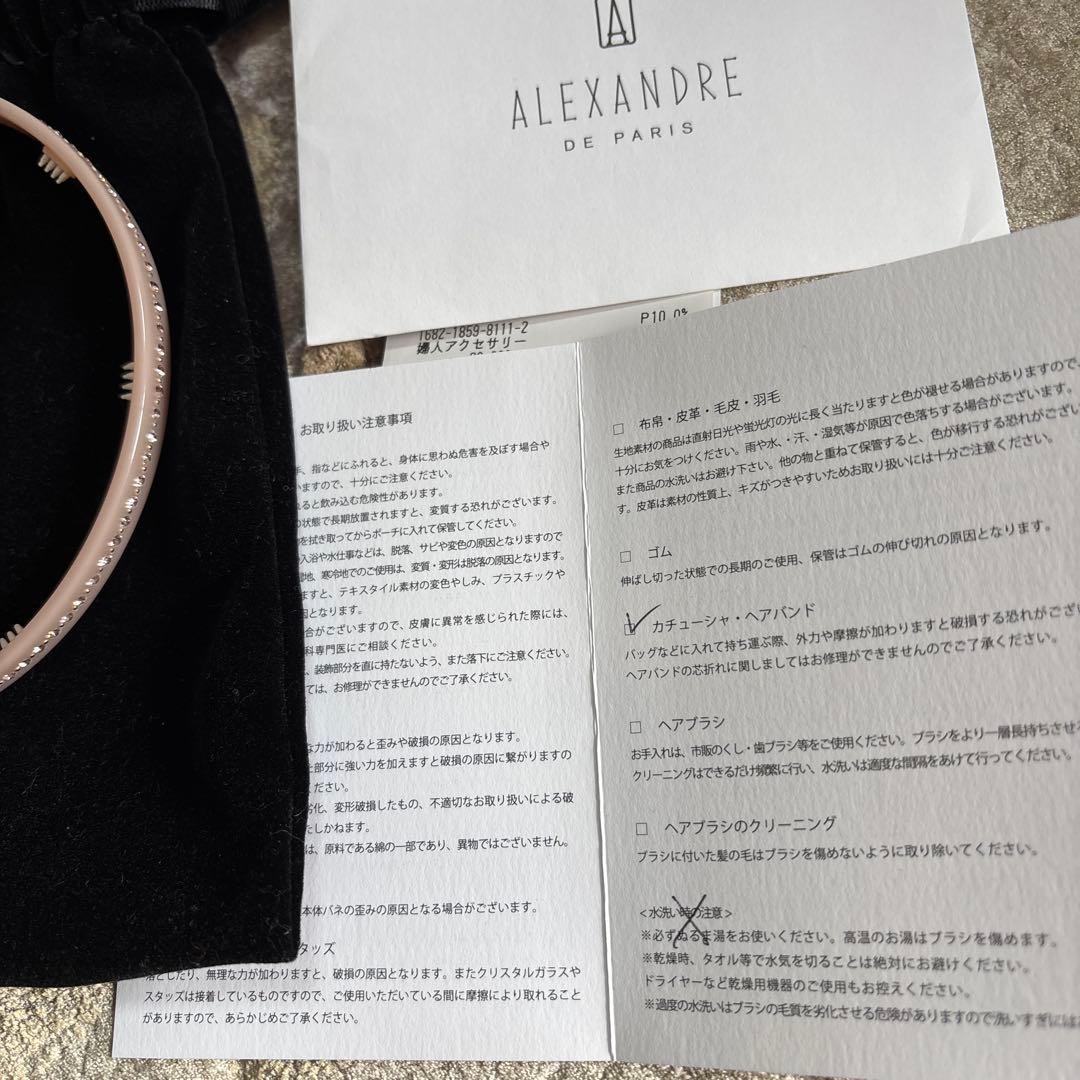 A
ALEXANDRE
DE PARIS
1682-1859-8111-2
P10.0%
婦人アクセサリー
お取り扱い注意事項
手、指などにふれると、身体に思わぬ危害を及ぼす場合や
いますので、十分にご注意ください。
れると飲み込む危険性があります。
の状態で長期放置されますと、変質する恐れがございます。
を拭き取ってからポーチに入れて保管してください。
入浴や水仕事などは、脱落、サビや変色の原因となりますので
湿地、寒冷地でのご使用は、変質・変形は脱落の原因となります。
ますと、テキスタイル素材の変色やしみ、プラスチックや
因となります。
合がございますので、皮膚に異常を感じられた際には、
科専門医にご相談ください。
、装飾部分を直に持たないよう、また落下にご注意ください。
ては、お修理ができませんのでご了承ください。
な力が加わると歪みや破損の原因となります。
た部分に強い力を加えますと破損の原因に繋がりますの
ださい。
劣化、変形破損したもの、不適切なお取り扱いによる破
たしかねます。
は、原料である綿の一部であり、異物ではございません。
本体バネの歪みの原因となる場合がございます。
タッズ
落としたり、無理な力が加わりますと、破損の原因となります。またクリスタルガラスや
スタッズは接着しているものですので、ご使用いただいている間に摩擦により取れること
がありますので、あらかじめご了承ください。
□ 布帛・皮革・毛皮・羽毛
生地素材の商品は直射日光や蛍光灯の光に長く当たりますと色が褪せる場合がありますので、
十分にお気をつけください。雨や水、・汗、・湿気等が原因で色落ちする場合がございます。
また商品の水洗いはお避け下さい。他の物と重ねて保管すると、色が移行する恐れがござい
す。皮革は素材の性質上、キズがつきやすいためお取り扱いには十分ご注意ください。
□ ゴム
伸ばし切った状態での長期のご使用、保管はゴムの伸び切れの原因となります。
☑ カチューシャ・ヘアバンド
バッグなどに入れて持ち運ぶ際、外力や摩擦が加わりますと破損する恐れがござい
ヘアバンドの芯折れに関しましてはお修理ができませんのでご了承ください。
□ ヘアブラシ
お手入れは、市販のくし・歯ブラシ等をご使用ください。ブラシをより一層長持ちさせる
クリーニングはできるだけ頻繁に行い、水洗いは適度な間隔をあけて行ってください。
□ ヘアブラシのクリーニング
ブラシに付いた髪の毛はブラシを傷めないように取り除いてください。
＜水洗い時の注意＞
※必ずぬるま湯をお使いください。高温のお湯はブラシを傷めます。
※乾燥時、タオル等で水気を切ることは絶対にお避けください。
ドライヤーなど乾燥用機器のご使用もお控えください。
※過度の水洗いはブラシの毛質を劣化させる危険がありますので洗いすぎには